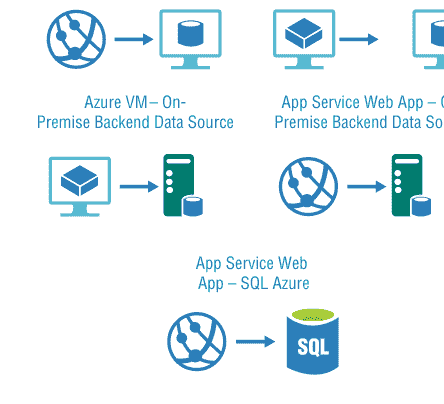 Azure VM – On-
Premise Backend Data Source
App Service Web App –
Premise Backend Data
App Service Web
App – SQL Azure
SQL